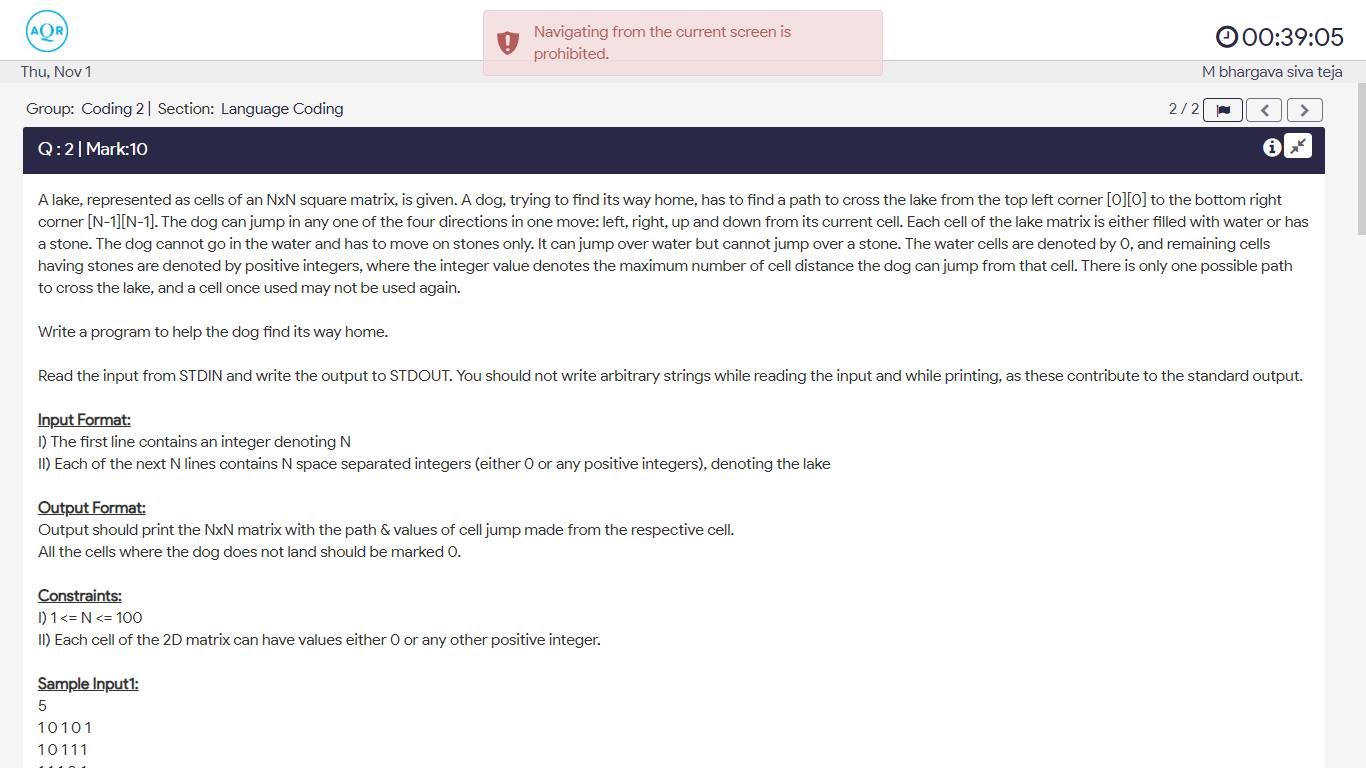 AQR
Navigating from the current screen is
prohibited.
00:39:05
Thu, Nov 1
M bhargava siva teja
Group: Coding 2 | Section: Language Coding
2 / 2
Q : 2 | Mark:10
A lake, represented as cells of an NxN square matrix, is given. A dog, trying to find its way home, has to find a path to cross the lake from the top left corner [0][0] to the bottom right
corner [N-1][N-1]. The dog can jump in any one of the four directions in one move: left, right, up and down from its current cell. Each cell of the lake matrix is either filled with water or has
a stone. The dog cannot go in the water and has to move on stones only. It can jump over water but cannot jump over a stone. The water cells are denoted by 0, and remaining cells
having stones are denoted by positive integers, where the integer value denotes the maximum number of cell distance the dog can jump from that cell. There is only one possible path
to cross the lake, and a cell once used may not be used again.
Write a program to help the dog find its way home.
Read the input from STDIN and write the output to STDOUT. You should not write arbitrary strings while reading the input and while printing, as these contribute to the standard output.
Input Format:
I) The first line contains an integer denoting N
II) Each of the next N lines contains N space separated integers (either 0 or any positive integers), denoting the lake
Output Format:
Output should print the NxN matrix with the path & values of cell jump made from the respective cell.
All the cells where the dog does not land should be marked 0.
Constraints:
I) 1 <= N <= 100
II) Each cell of the 2D matrix can have values either 0 or any other positive integer.
Sample Input1:
5
1 0 1 0 1
1 0 1 1 1